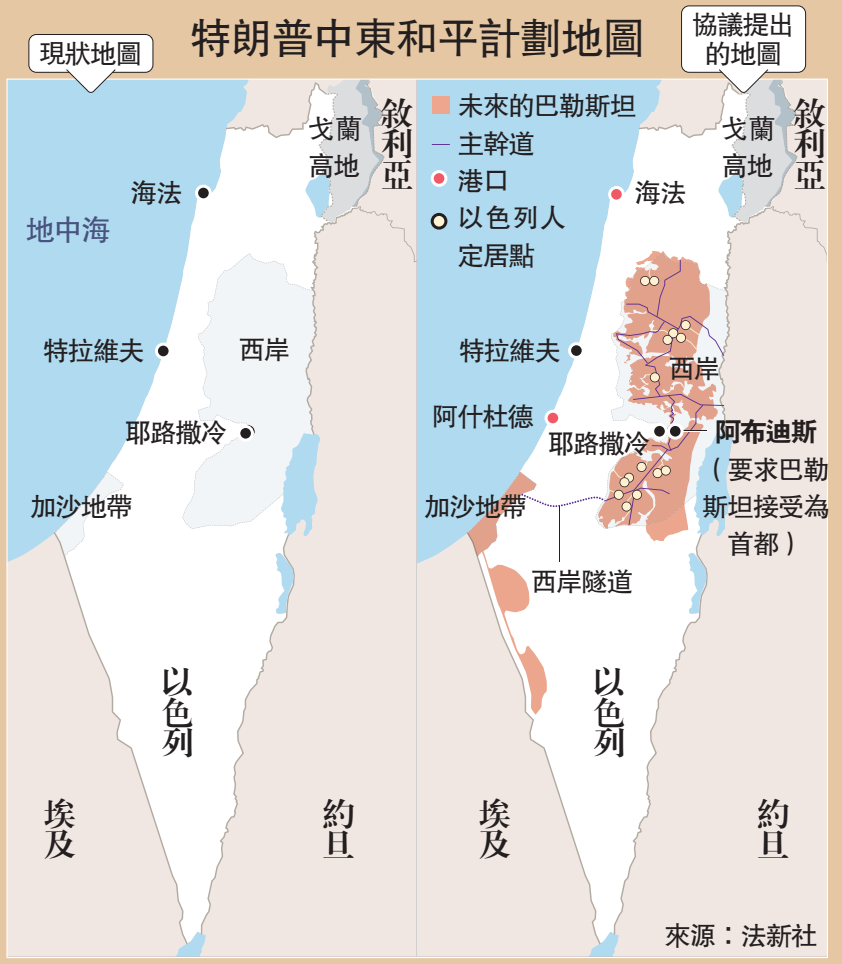 特朗普中東和平計劃地圖
現狀地圖
敘利亞
戈蘭
高地
海法
地中海
特拉維夫
西岸
耶路撒冷
加沙地帶
以色列
埃及
約旦
協議提出
的地圖
未來的巴勒斯坦
主幹道
港口
以色列人
定居點
敘利亞
戈蘭
高地
海法
特拉維夫
西岸
阿什杜德
耶路撒冷
阿布迪斯
（要求巴勒
斯坦接受為
首都）
加沙地帶
西岸隧道
以色列
埃及
約旦
來源：法新社